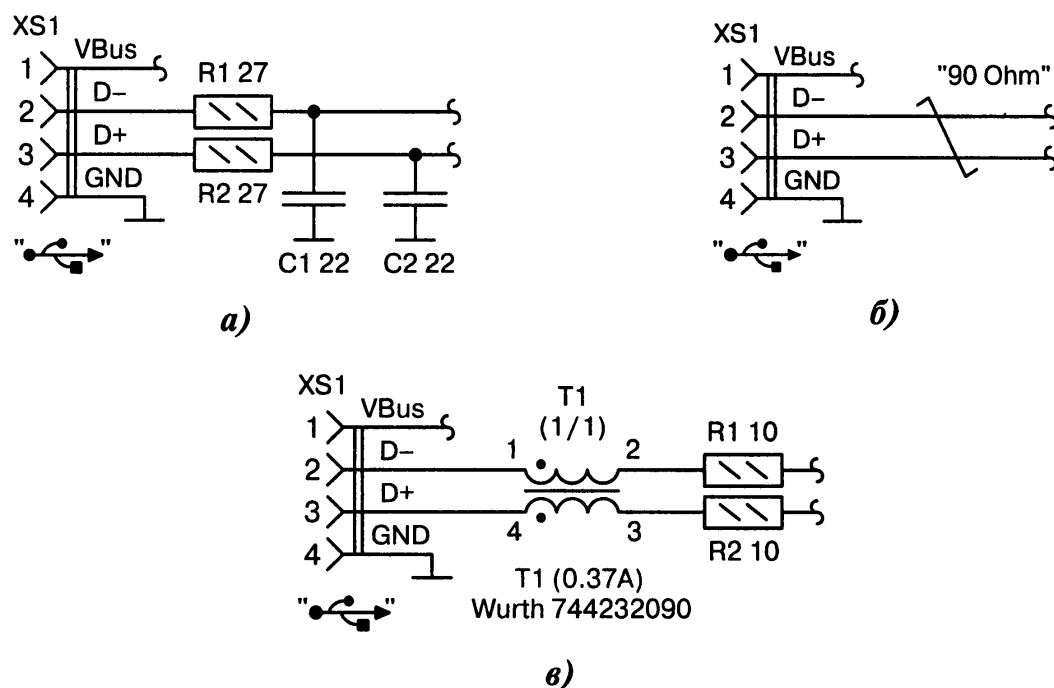 XS1
VBus
1
R1 27
D–
2
D+
3
R2 27
GND
4
C1 22
C2 22
" "
а)
XS1
VBus
1
"90 Ohm"
D–
2
D+
3
GND
4
" "
б)
XS1
VBus
1
T1
(1/1)
R1 10
D–
1
2
2
D+
3
4
3
GND
R2 10
4
T1 (0.37A)
Wurth 744232090
" "
в)